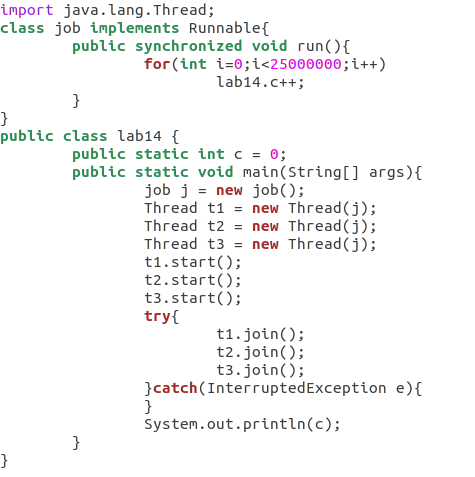 import java.lang.Thread;
class job implements Runnable{
        public synchronized void run(){
                for(int i=0;i<25000000;i++)
                        lab14.c++;
        }
}
public class lab14 {
        public static int c = 0;
        public static void main(String[] args){
                job j = new job();
                Thread t1 = new Thread(j);
                Thread t2 = new Thread(j);
                Thread t3 = new Thread(j);
                t1.start();
                t2.start();
                t3.start();
                try{
                        t1.join();
                        t2.join();
                        t3.join();
                }catch(InterruptedException e){
                }
                System.out.println(c);
        }
}